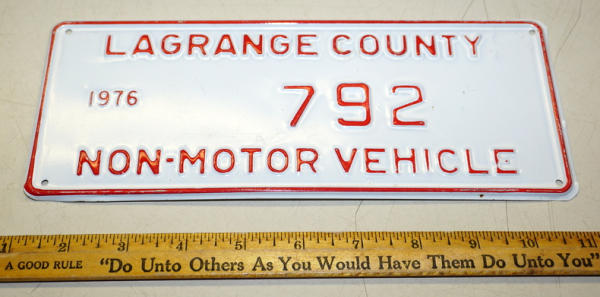 LAGRANGE COUNTY
1976 792
NON-MOTOR VEHICLE
1 2 3 4 5 6 7 8 9 10 11
A GOOD RULE "Do Unto Others As You Would Have Them Do Unto You"